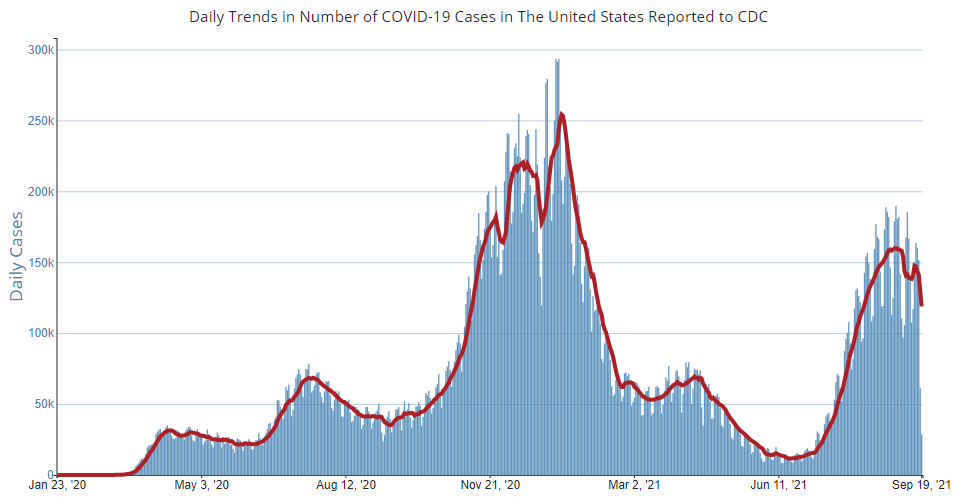 Daily Trends in Number of COVID-19 Cases in The United States Reported to CDC
300k
250k
200k
150k
100k
50k
0
Daily Cases
Jan 23, '20
May 3, '20
Aug 12, '20
Nov 21, '20
Mar 2, '21
Jun 11, '21
Sep 19, '21